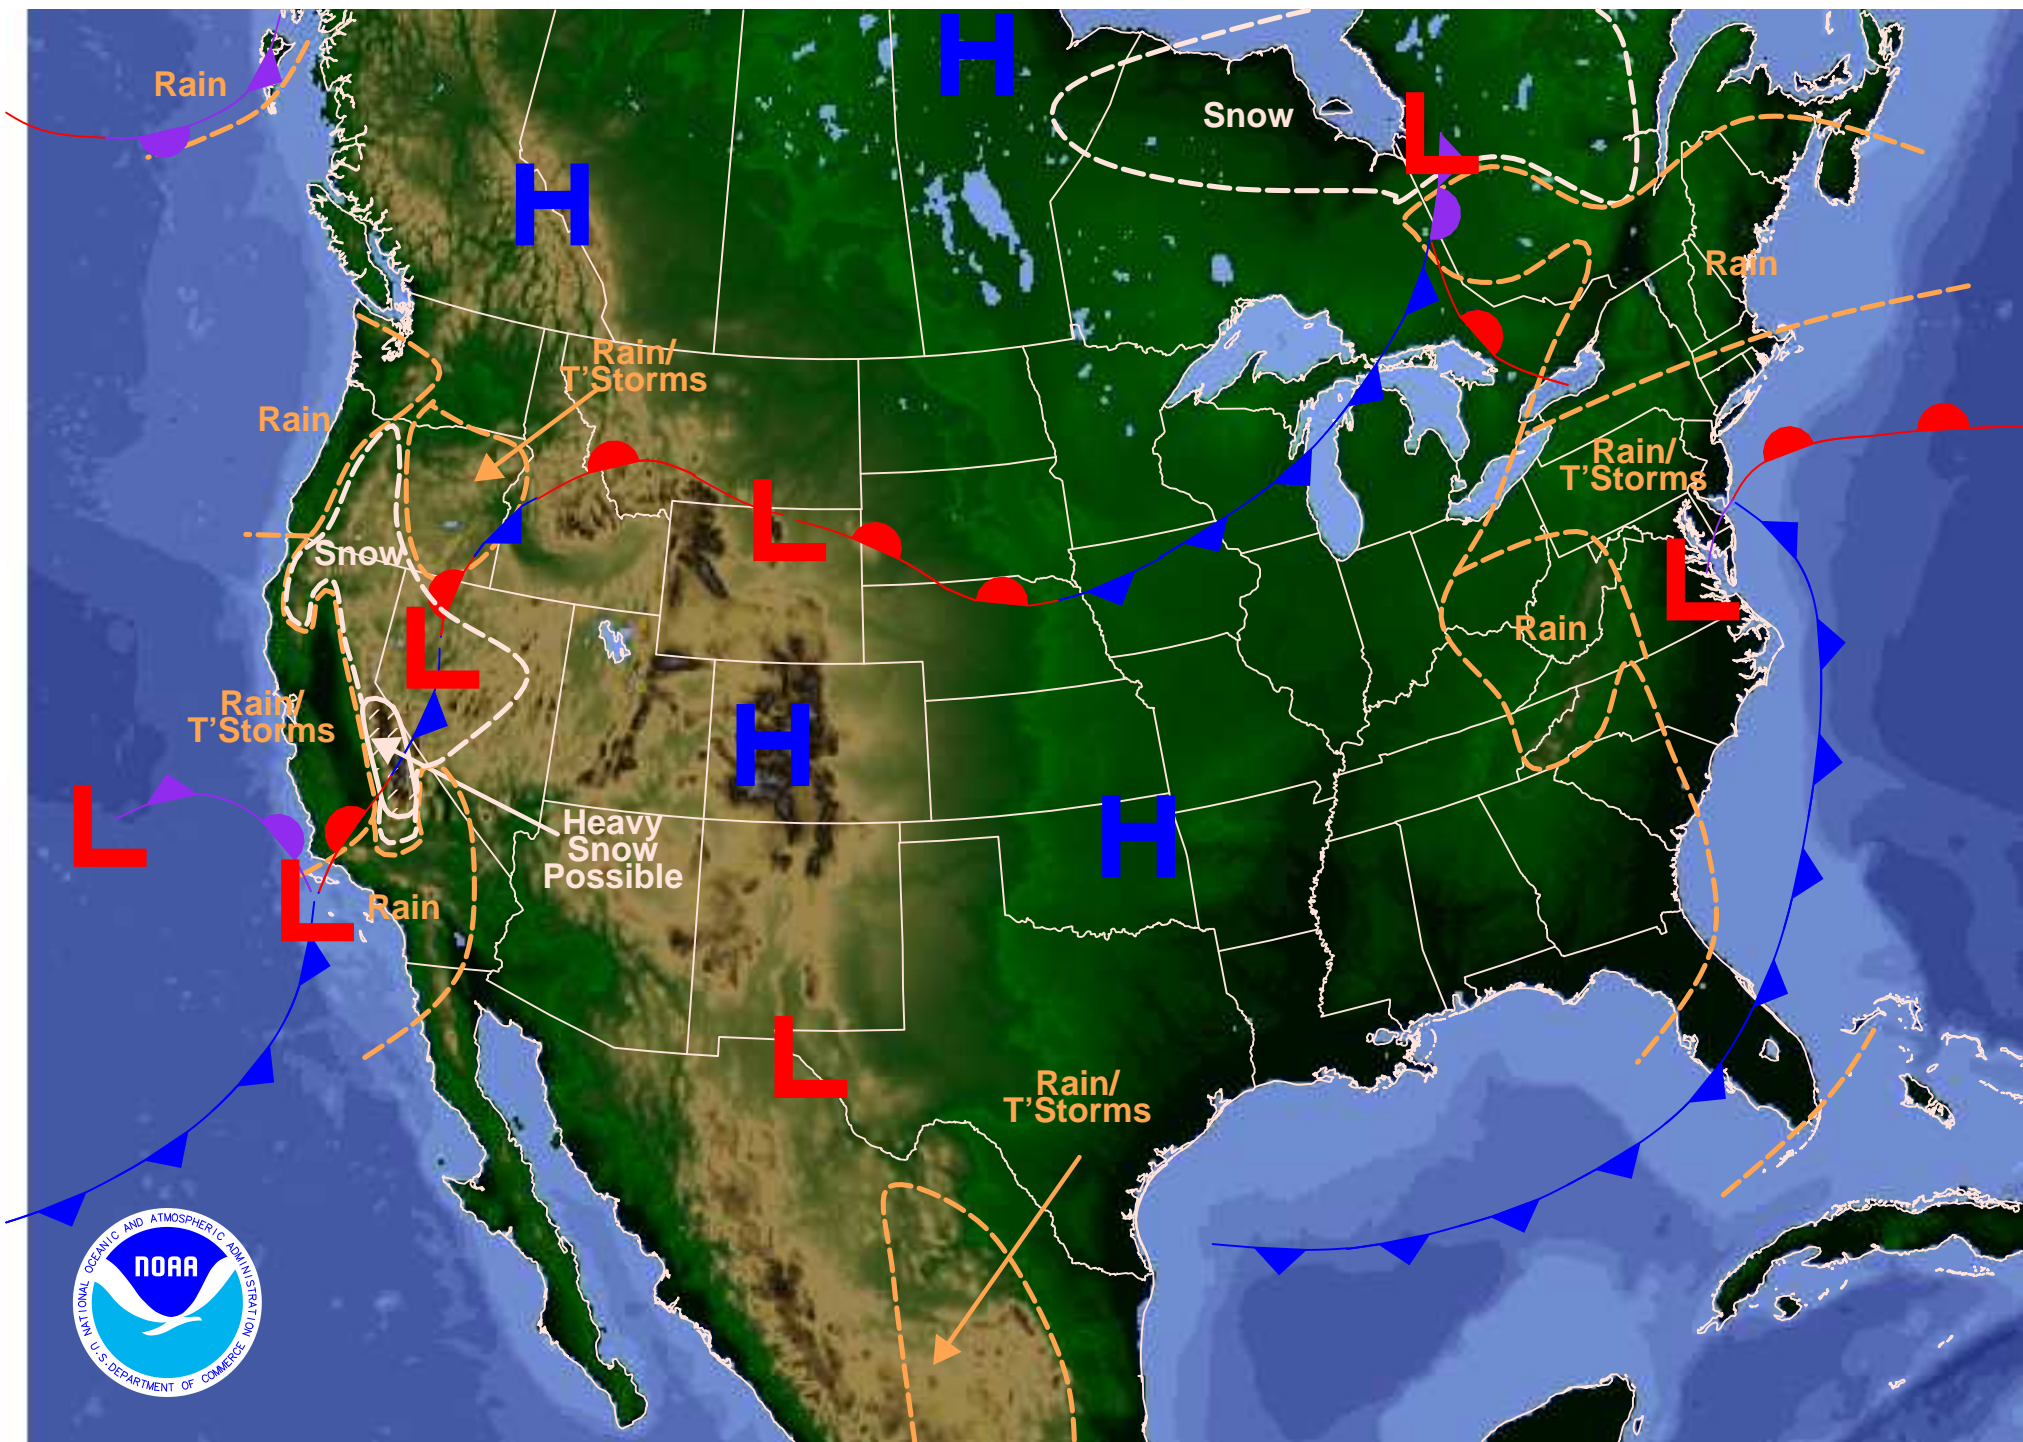 H
Rain
Snow
L
H
Rain
Rain/
T’Storms
Rain
Rain/
T’Storms
L
Snow
L
Rain
L
Rain/
T’Storms
H
L
H
Heavy
Snow
Possible
L
Rain
L
Rain/
T’Storms
NATIONAL OCEANIC AND ATMOSPHERIC ADMINISTRATION
NOAA
U.S. DEPARTMENT OF COMMERCE